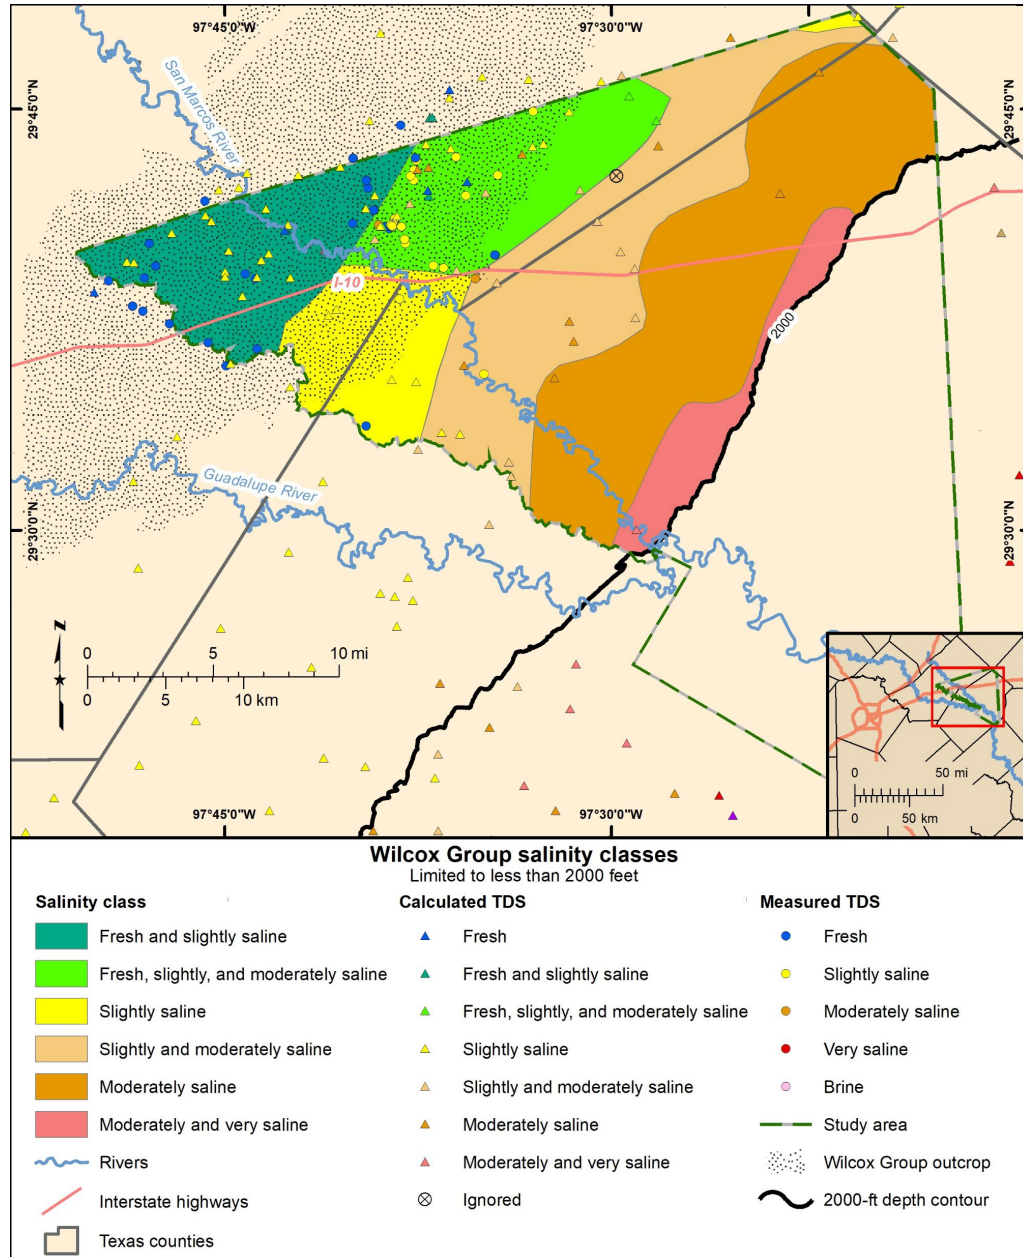 97°45'0"W
97°30'0"W
San Marcos River
29°45'0"N
29°45'0"N
I-10
2000
Guadalupe River
29°30'0"N
29°30'0"N
N
0 5 10 mi
0 5 10 km
0 50 mi
0 50 km
97°45'0"W
97°30'0"W
Wilcox Group salinity classes
Limited to less than 2000 feet
Salinity class
Fresh and slightly saline
Fresh, slightly, and moderately saline
Slightly saline
Slightly and moderately saline
Moderately saline
Moderately and very saline
Rivers
Interstate highways
Texas counties
Calculated TDS
Fresh
Fresh and slightly saline
Fresh, slightly, and moderately saline
Slightly saline
Slightly and moderately saline
Moderately saline
Moderately and very saline
Ignored
Measured TDS
Fresh
Slightly saline
Moderately saline
Very saline
Brine
Study area
Wilcox Group outcrop
2000-ft depth contour